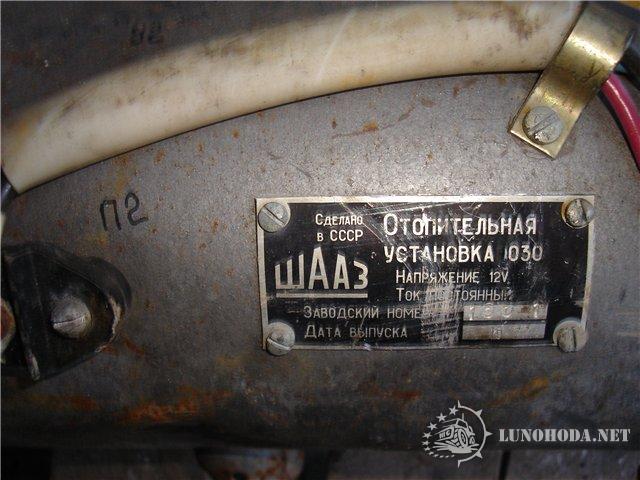 П2
Сделано
в СССР
ШААЗ
Отопительная
установка 030
Напряжение 12V
Ток постоянный
Заводский номер
Дата выпуска
LUNOHODA.NET